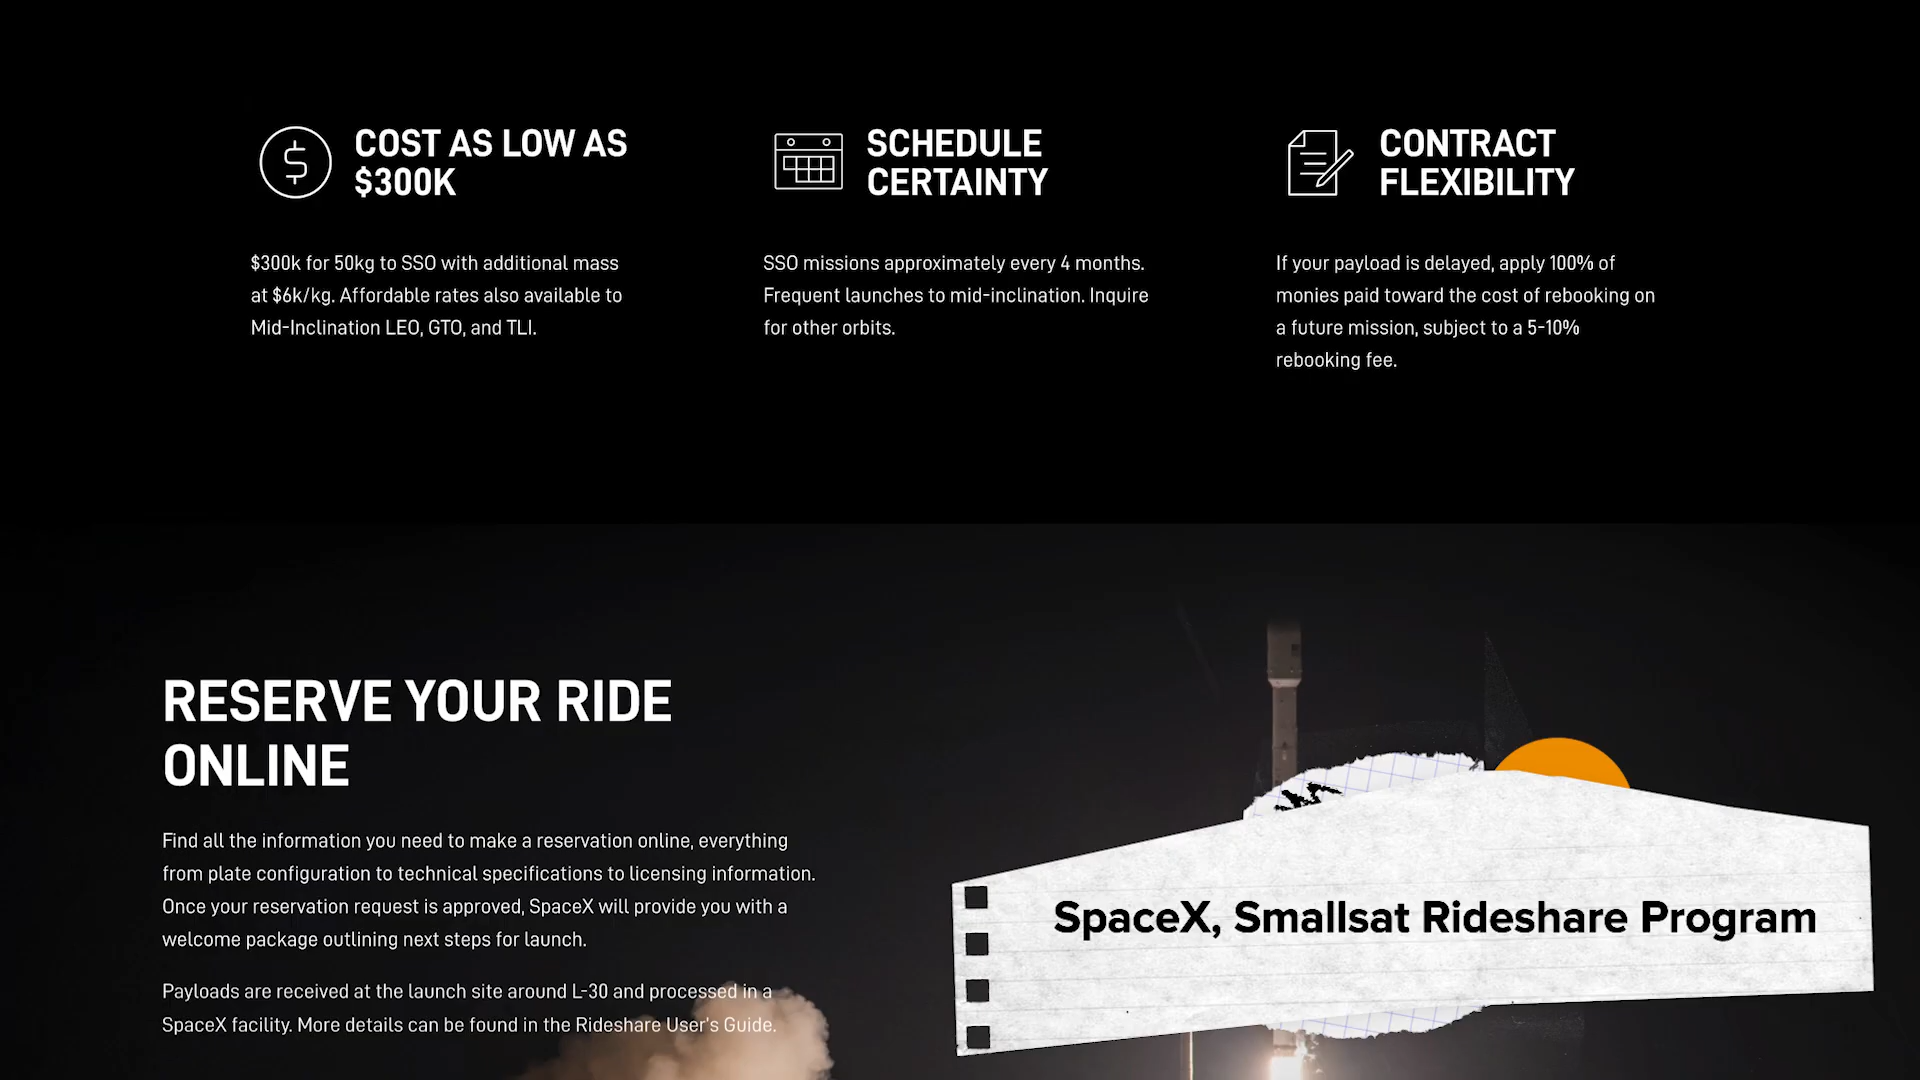 COST AS LOW AS
$300K
$300k for 50kg to SSO with additional mass
at $6k/kg. Affordable rates also available to
Mid-Inclination LEO, GTO, and TLI.
SCHEDULE
CERTAINTY
SSO missions approximately every 4 months.
Frequent launches to mid-inclination. Inquire
for other orbits.
CONTRACT
FLEXIBILITY
If your payload is delayed, apply 100% of
monies paid toward the cost of rebooking on
a future mission, subject to a 5-10%
rebooking fee.
RESERVE YOUR RIDE
ONLINE
Find all the information you need to make a reservation online, everything
from plate configuration to technical specifications to licensing information.
Once your reservation request is approved, SpaceX will provide you with a
welcome package outlining next steps for launch.
Payloads are received at the launch site around L-30 and processed in a
SpaceX facility. More details can be found in the Rideshare User's Guide.
SpaceX, Smallsat Rideshare Program